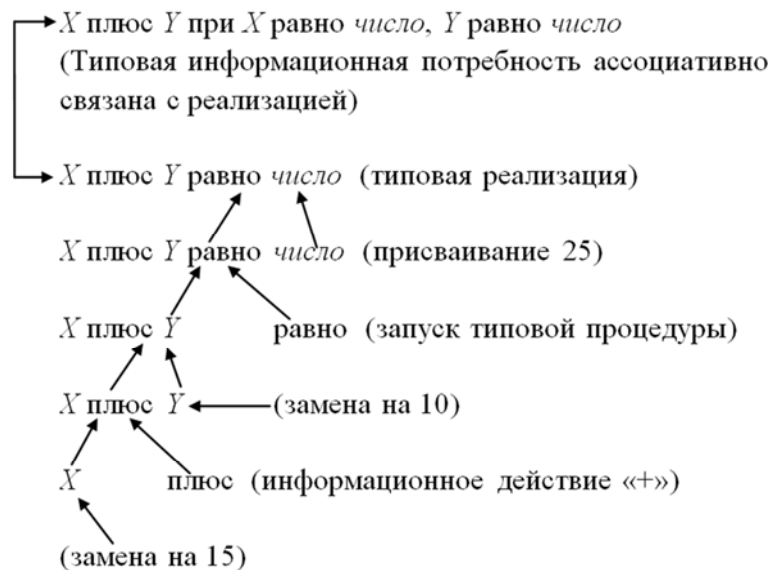 X плюс Y при X равно число, Y равно число
(Типовая информационная потребность ассоциативно
связана с реализацией)
X плюс Y равно число (типовая реализация)
X плюс Y равно число (присваивание 25)
X плюс Y равно (запуск типовой процедуры)
X плюс Y (замена на 10)
X плюс (информационное действие «+»)
(замена на 15)